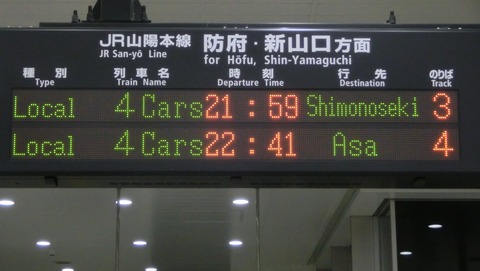 JR山陽本線 防府・新山口方面
JR San-yō Line for Hōfu, Shin-Yamaguchi
種別 列車名 時刻 行先 のりば
Type Train Name Departure Time Destination Track
Local 4 Cars 21:59 Shimonoseki 3
Local 4 Cars 22:41 Asa 4